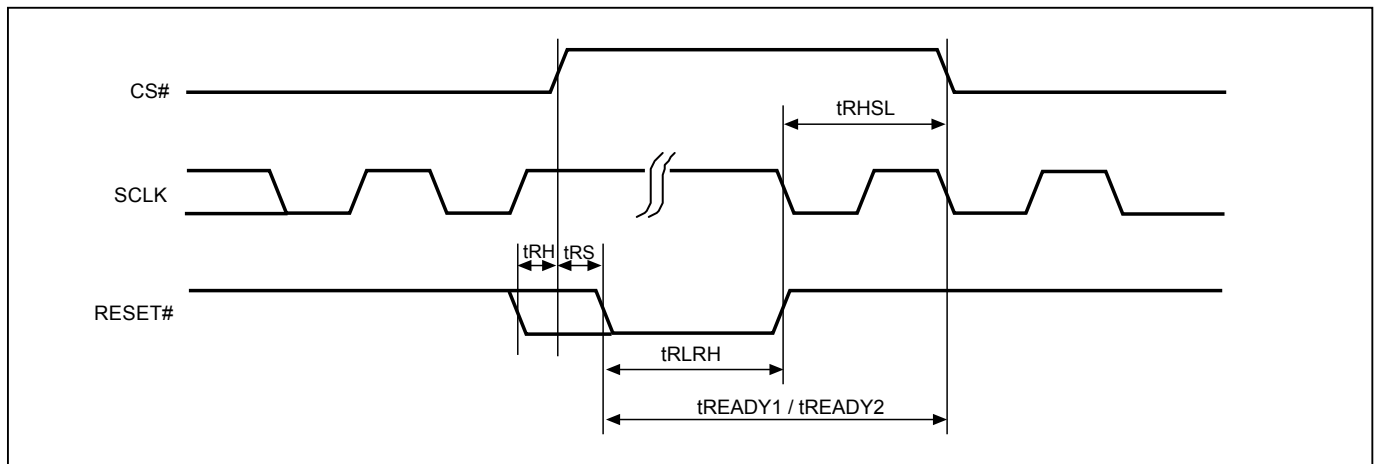 CS#
tRHSL
SCLK
tRH tRS
RESET#
tRLRH
tREADY1 / tREADY2